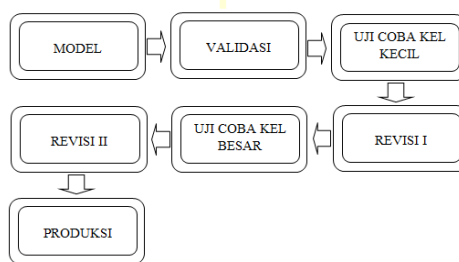 MODEL
VALIDASI
UJI COBA KEL
KECIL
REVISI I
UJI COBA KEL
BESAR
REVISI II
PRODUKSI